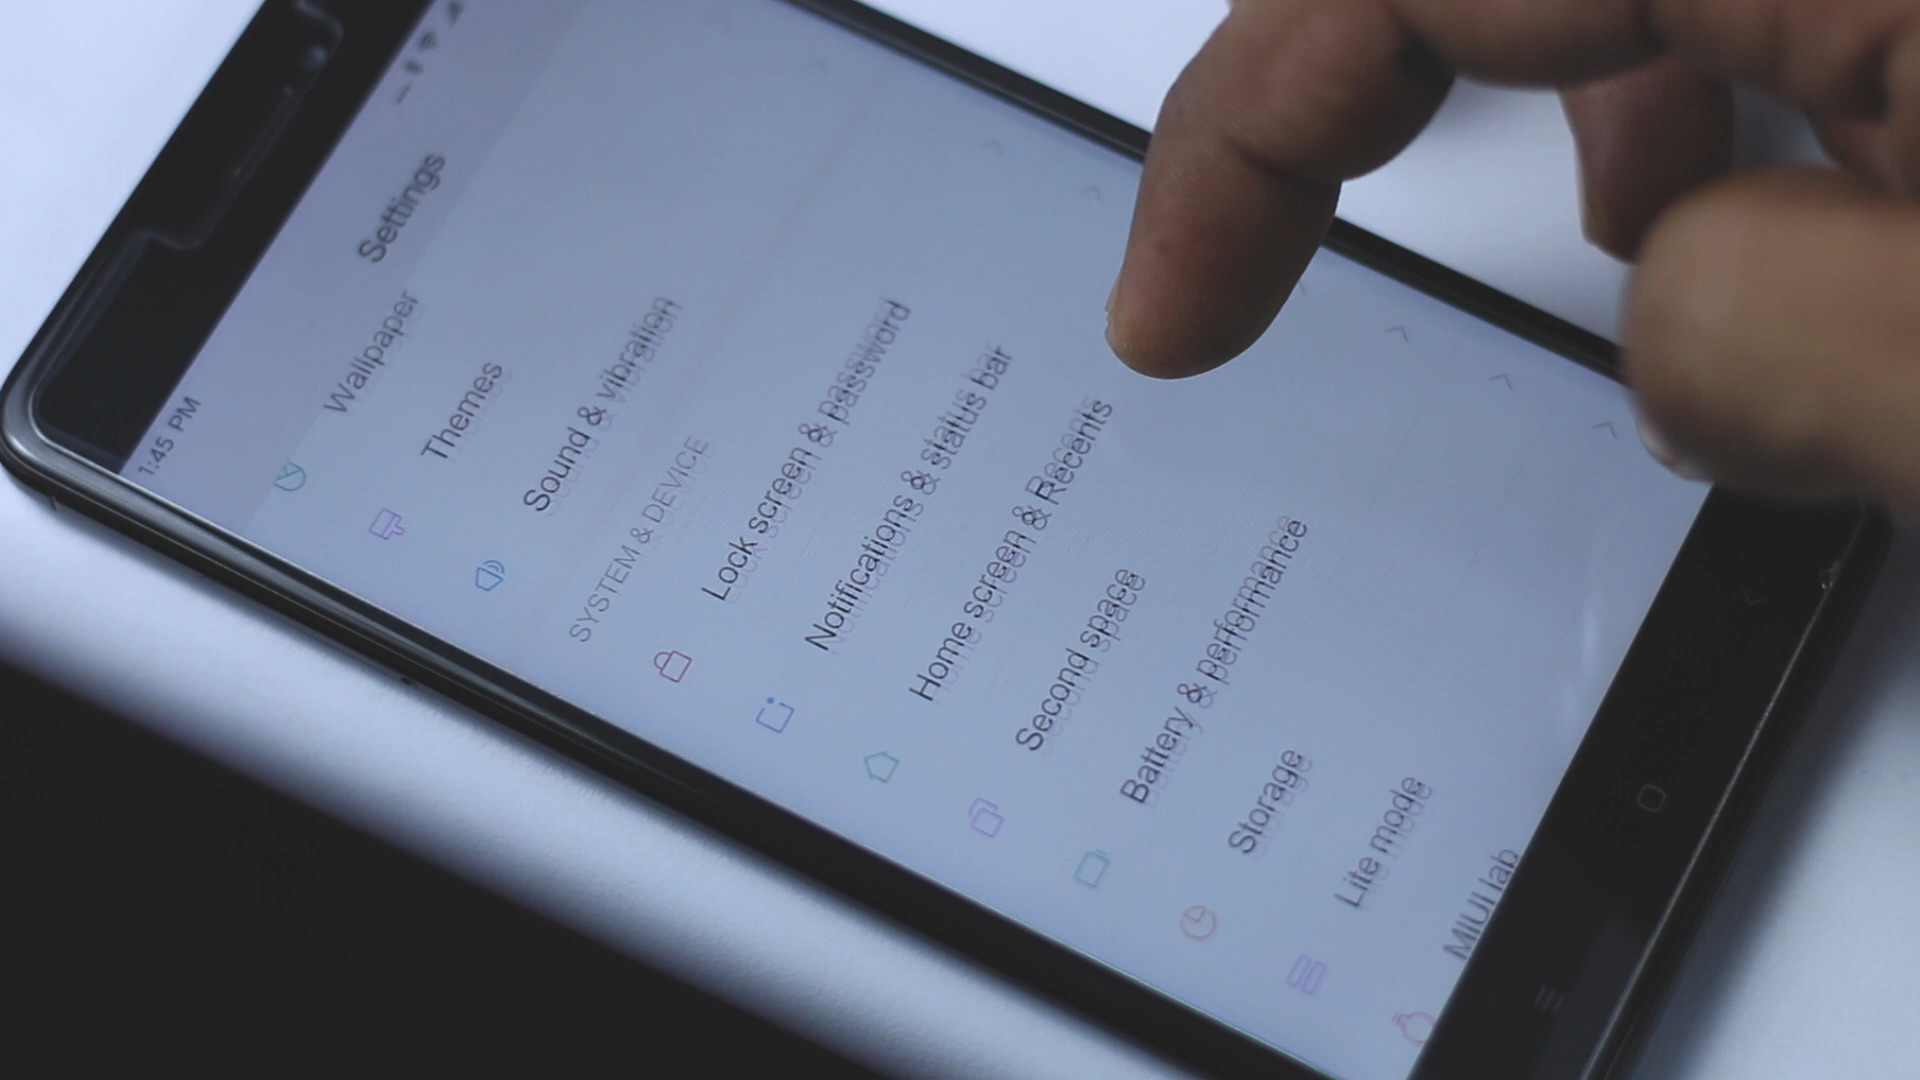 1:45 PM
Settings
Wallpaper
Themes
Sound & vibration
SYSTEM & DEVICE
Lock screen & password
Notifications & status bar
Home screen & Recents
Second space
Battery & performance
Storage
Lite mode
MIUI lab